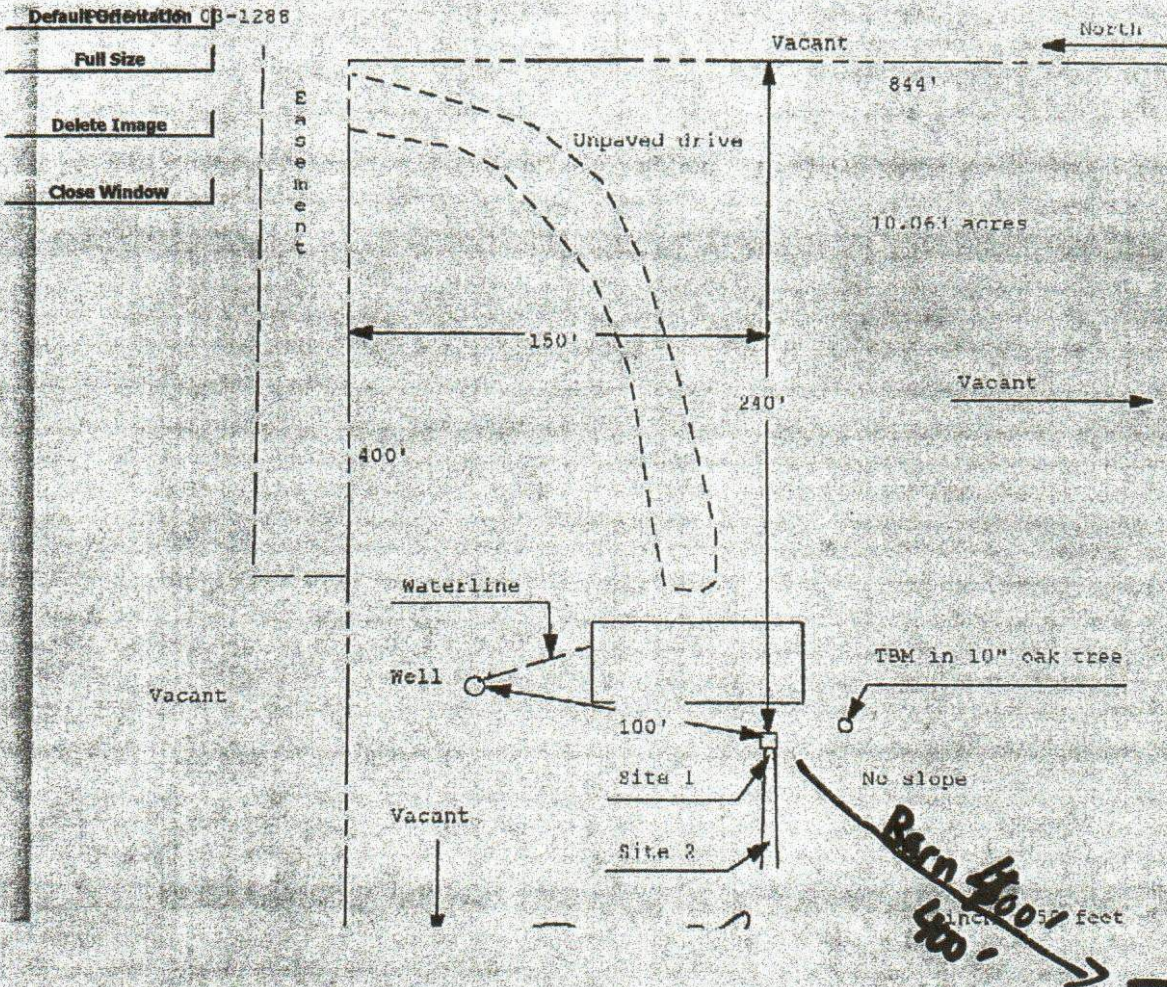 Default Orientation 03-1288
Full Size
Delete Image
Close Window
North
Vacant
844'
Easement
Unpaved drive
10.063 acres
150'
Vacant
240'
400'
Waterline
Well
TBM in 10" oak tree
Vacant
100'
Site 1
No slope
Vacant
Site 2
Barn
400'
feet